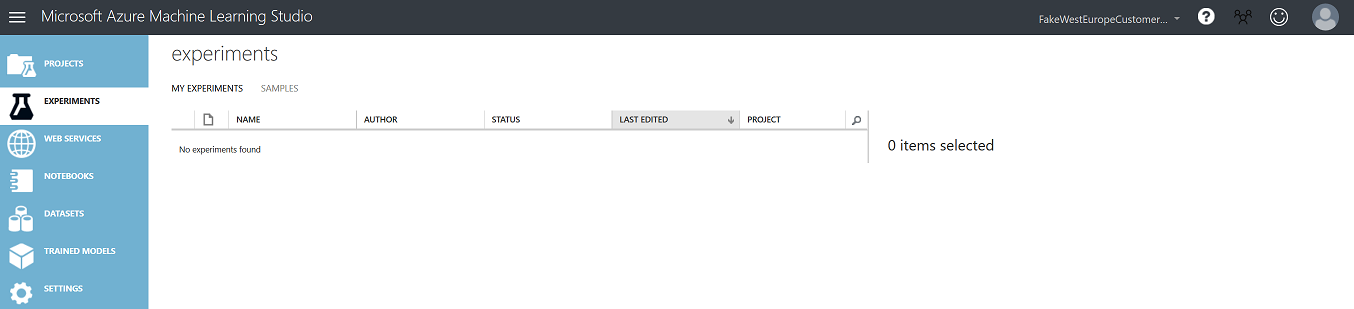 Microsoft Azure Machine Learning Studio
FakeWestEuropeCustomer...
?
PROJECTS
EXPERIMENTS
WEB SERVICES
NOTEBOOKS
DATASETS
TRAINED MODELS
SETTINGS
experiments
MY EXPERIMENTS SAMPLES
NAME AUTHOR STATUS LAST EDITED PROJECT
No experiments found
0 items selected